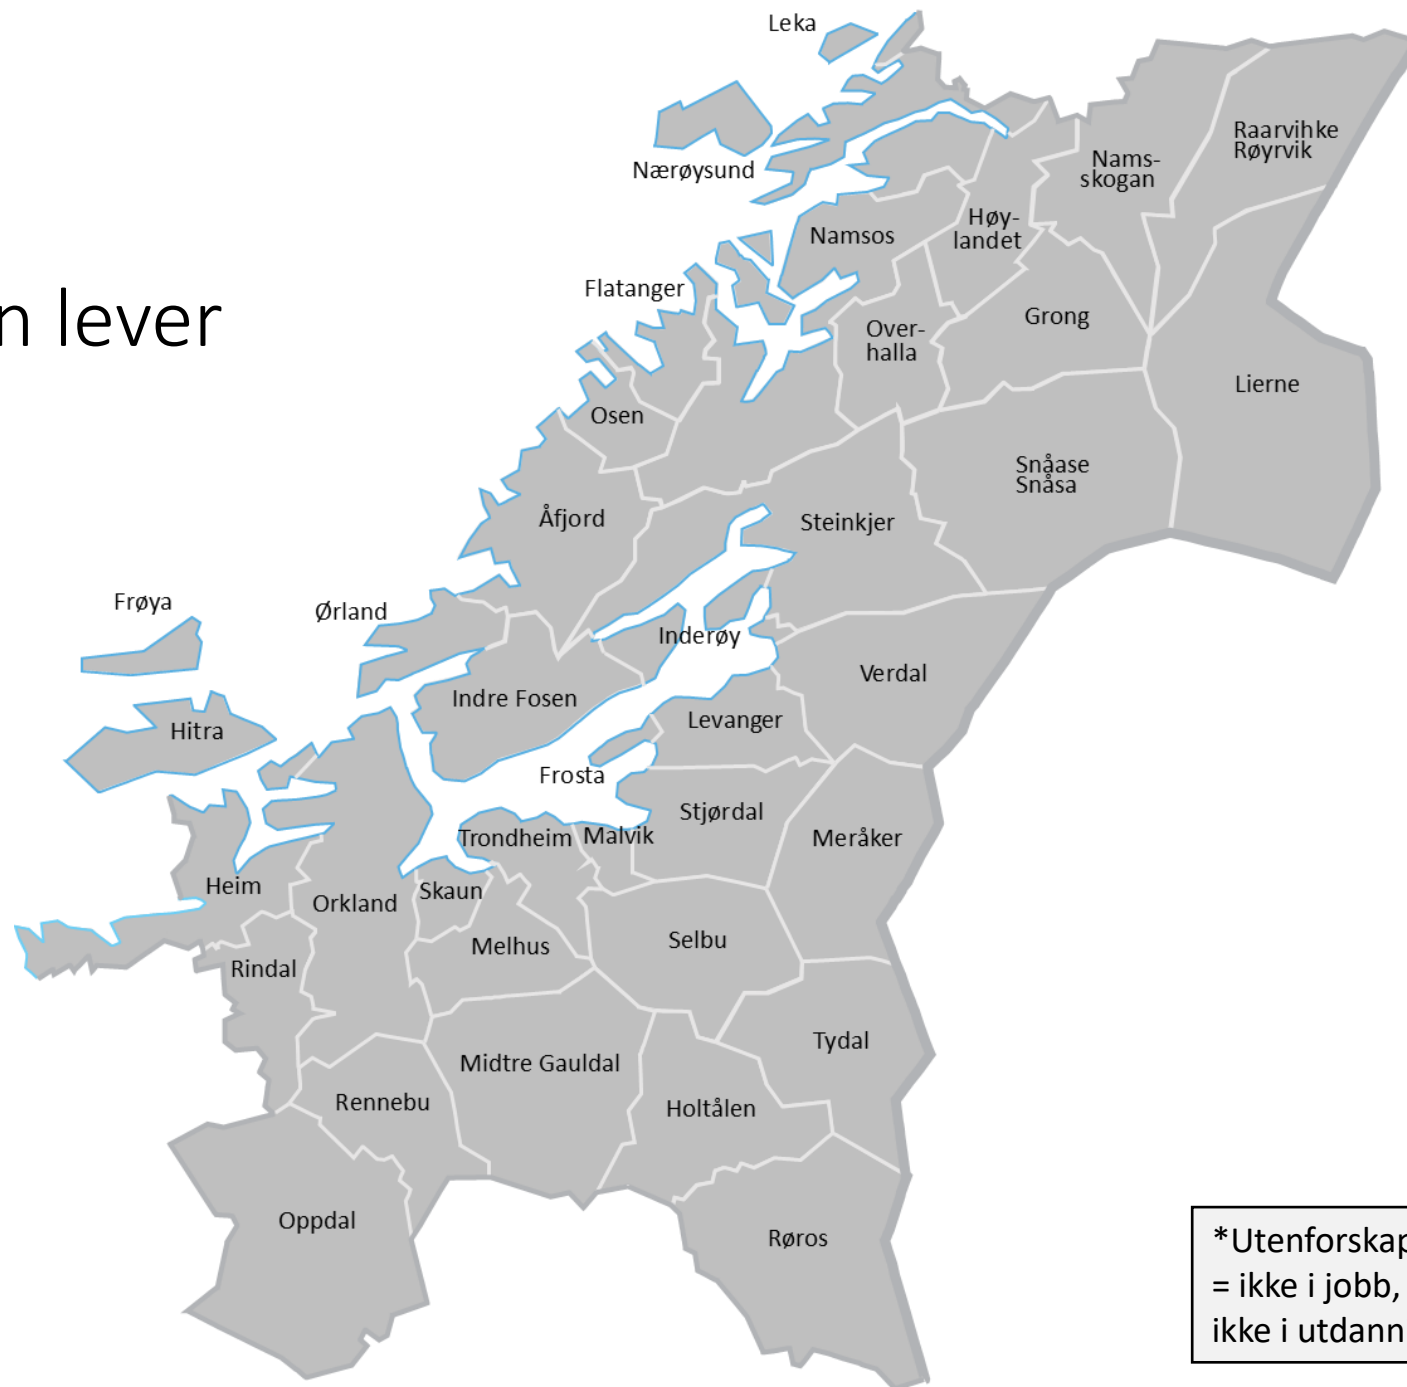 Leka
Raarvihke
Røyrvik
Nærøysund
Nams-
skogan
Høy-
landet
Namsos
Flatanger
n lever
Grong
Over-
halla
Lierne
Osen
Snåase
Snåsa
Åfjord
Steinkjer
Frøya
Ørland
Inderøy
Verdal
Indre Fosen
Levanger
Hitra
Frosta
Stjørdal
Trondheim
Malvik
Meråker
Heim
Skaun
Orkland
Melhus
Selbu
Rindal
Tydal
Midtre Gauldal
Rennebu
Holtålen
Oppdal
Røros
*Utenforskap
= ikke i jobb,
ikke i utdann